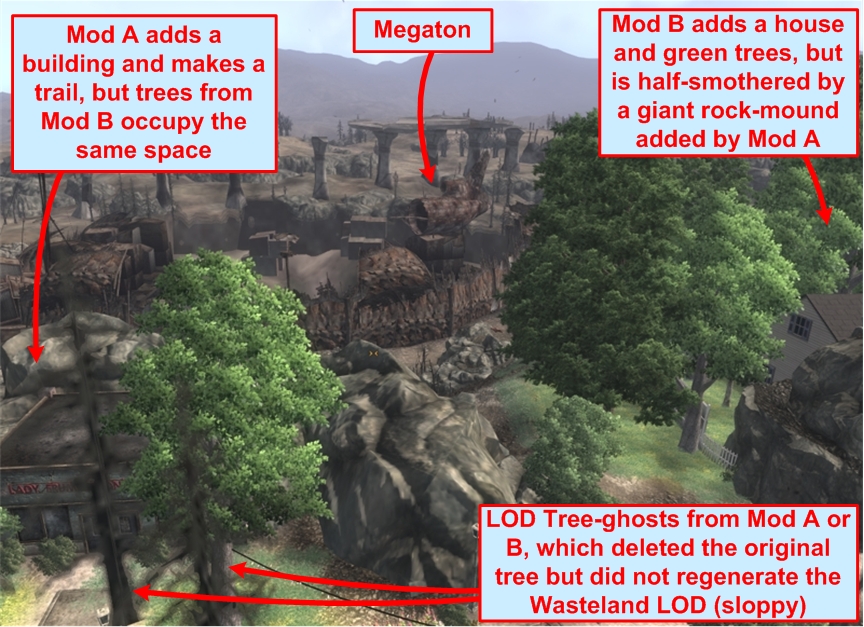 Mod A adds a
building and makes a
trail, but trees from
Mod B occupy the
same space
Megaton
Mod B adds a house
and green trees, but
is half-smothered by
a giant rock-mound
added by Mod A
LADY
LOD Tree-ghosts from Mod A or
B, which deleted the original
tree but did not regenerate the
Wasteland LOD (sloppy)